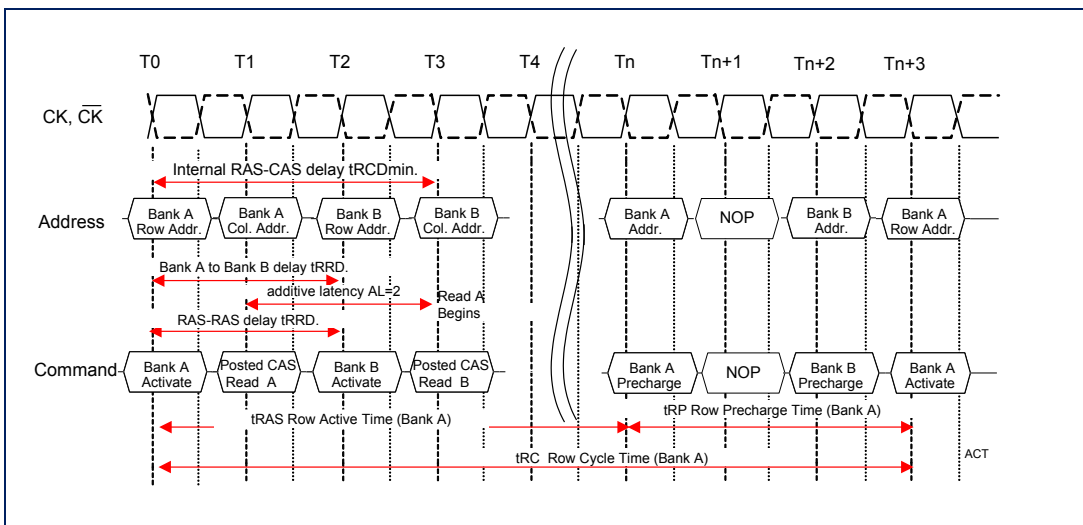 T0 T1 T2 T3 T4 Tn Tn+1 Tn+2 Tn+3
CK, C̅K̅
Internal RAS-CAS delay tRCDmin.
Address
Bank A
Row Addr.
Bank A
Col. Addr.
Bank B
Row Addr.
Bank B
Col. Addr.
Bank A
Addr.
NOP
Bank B
Addr.
Bank A
Row Addr.
Bank A to Bank B delay tRRD.
additive latency AL=2
Read A
Begins
RAS-RAS delay tRRD.
Command
Bank A
Activate
Posted CAS
Read A
Bank B
Activate
Posted CAS
Read B
Bank A
Precharge
NOP
Bank B
Precharge
Bank A
Activate
tRAS Row Active Time (Bank A)
tRP Row Precharge Time (Bank A)
tRC Row Cycle Time (Bank A)
ACT